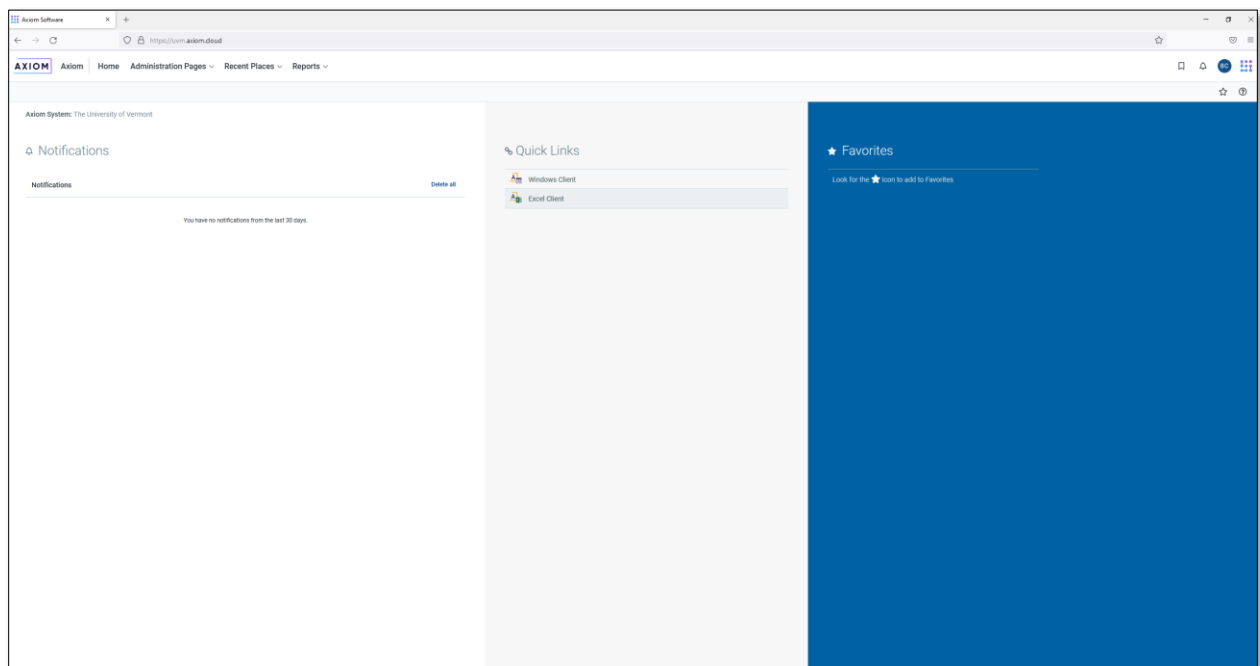 Axiom Software
https://uvm.axiom.cloud
AXIOM Axiom Home Administration Pages Recent Places Reports BC
Axiom System: The University of Vermont
Notifications
Notifications Delete all
You have no notifications from the last 30 days.
Quick Links
Windows Client
Excel Client
Favorites
Look for the icon to add to Favorites